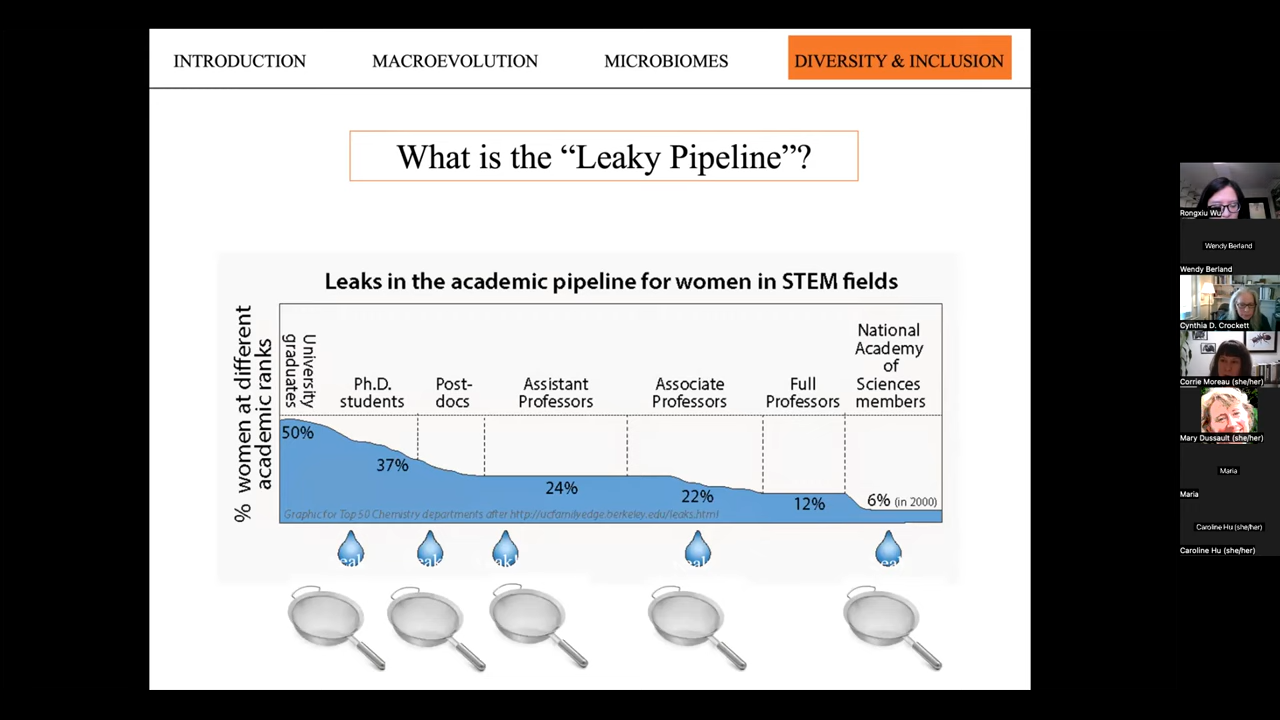 INTRODUCTION MACROEVOLUTION MICROBIOMES DIVERSITY & INCLUSION
What is the “Leaky Pipeline”?
Leaks in the academic pipeline for women in STEM fields
% women at different
academic ranks
University
graduates
Ph.D.
students
Post-
docs
Assistant
Professors
Associate
Professors
Full
Professors
National
Academy
of
Sciences
members
50%
37%
24%
22%
12%
6% (in 2000)
Graphic for Top 50 Chemistry departments after http://ucfamilyedge.berkeley.edu/leaks.html
Rongxiu Wu
Wendy Berland
Wendy Berland
Cynthia D. Crockett
Corrie Moreau (she/her)
Mary Dussault (she/her)
Maria
Maria
Caroline Hu (she/her)
Caroline Hu (she/her)